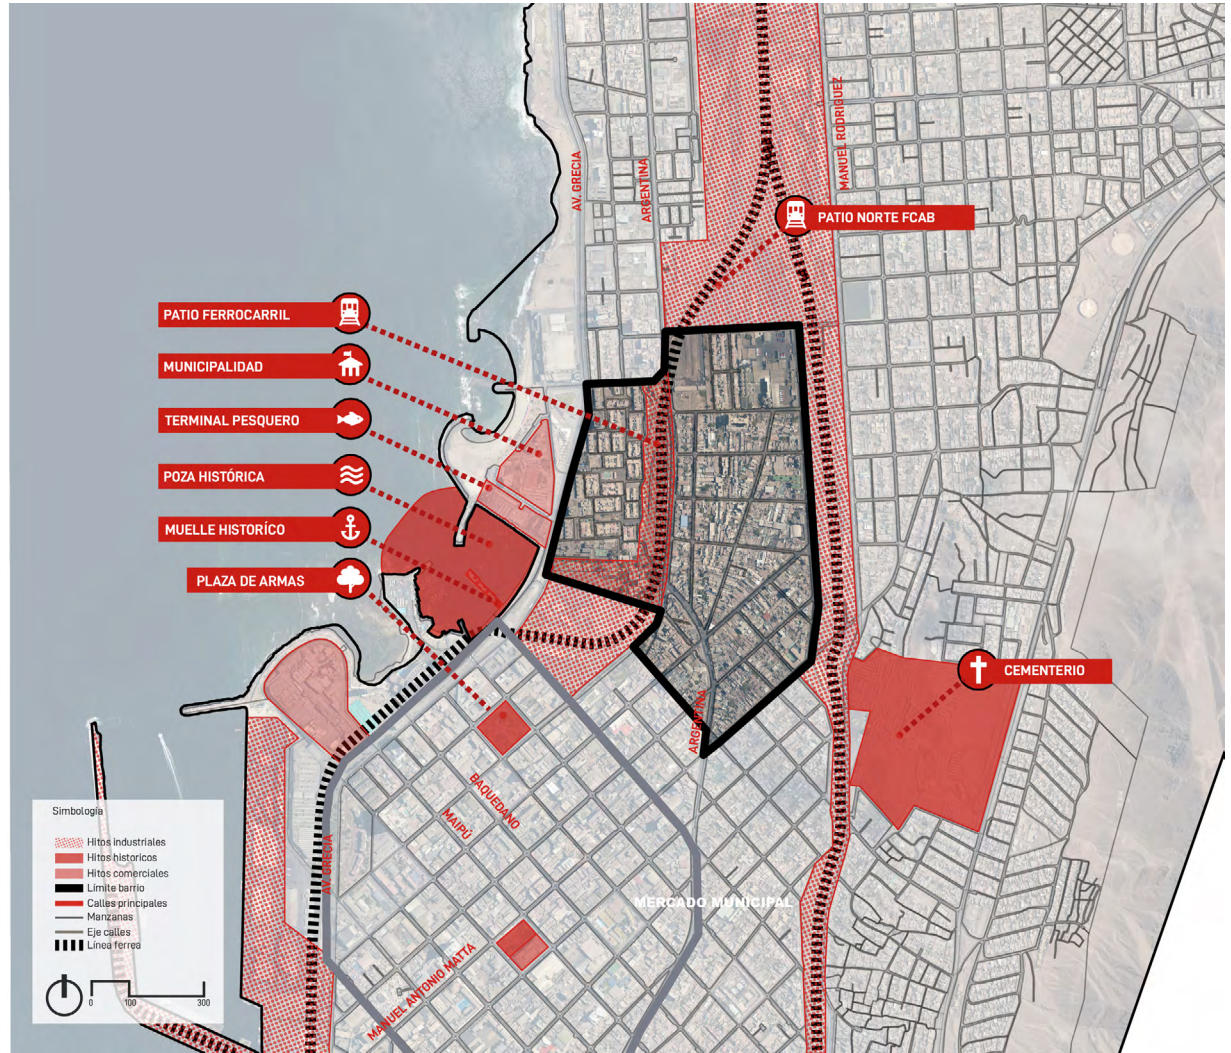 AV. GRECIA
ARGENTINA
MANUEL RODRIGUEZ
PATIO NORTE FCAB
PATIO FERROCARRIL
MUNICIPALIDAD
TERMINAL PESQUERO
POZA HISTÓRICA
MUELLE HISTORÍCO
PLAZA DE ARMAS
CEMENTERIO
ARGENTINA
BAQUEDANO
MAIPÚ
AV. GRECIA
MERCADO MUNICIPAL
MANUEL ANTONIO MATTA
Simbología
Hitos industriales
Hitos historicos
Hitos comerciales
Límite barrio
Calles principales
Manzanas
Eje calles
Línea ferrea
0 100 300